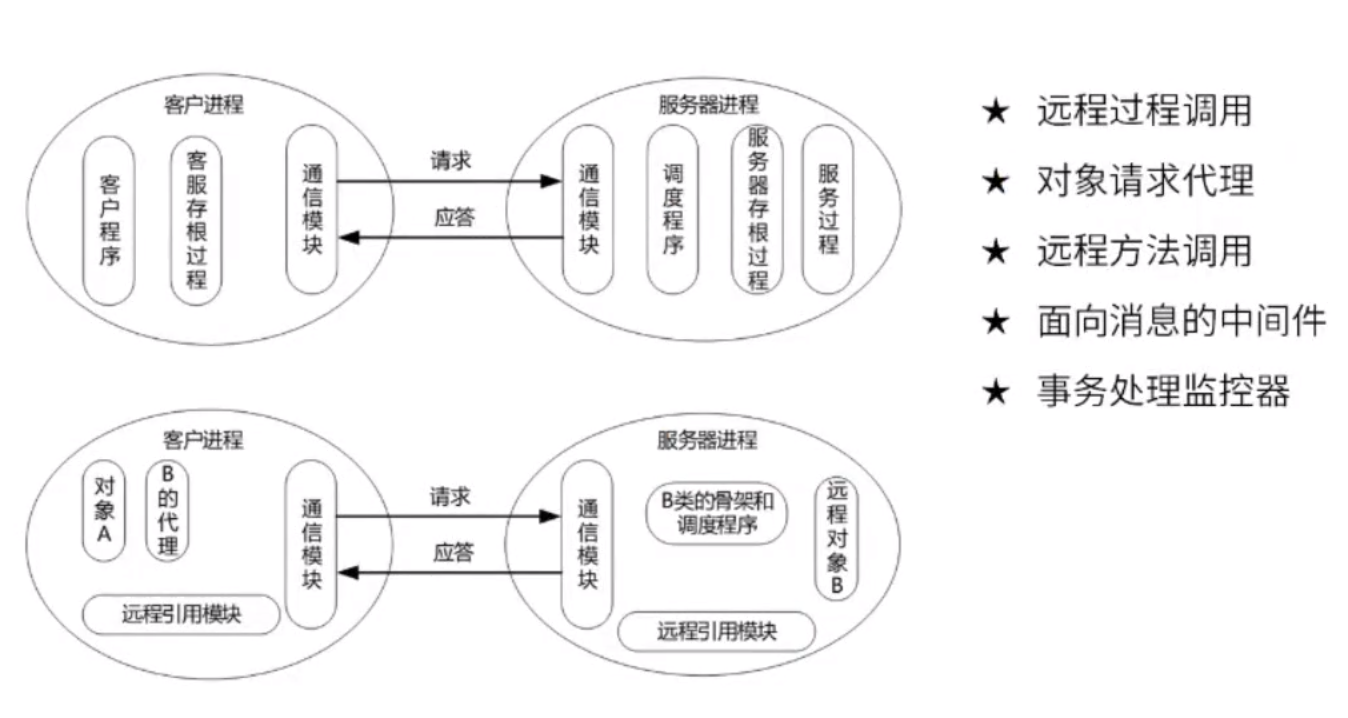 客户进程
客户程序
客服存根过程
通信模块
请求
应答
服务器进程
通信模块
调度程序
服务器存根过程
服务过程
★ 远程过程调用
★ 对象请求代理
★ 远程方法调用
★ 面向消息的中间件
★ 事务处理监控器
客户进程
对象A
B的代理
通信模块
远程引用模块
请求
应答
服务器进程
通信模块
B类的骨架和
调度程序
远程对象B
远程引用模块